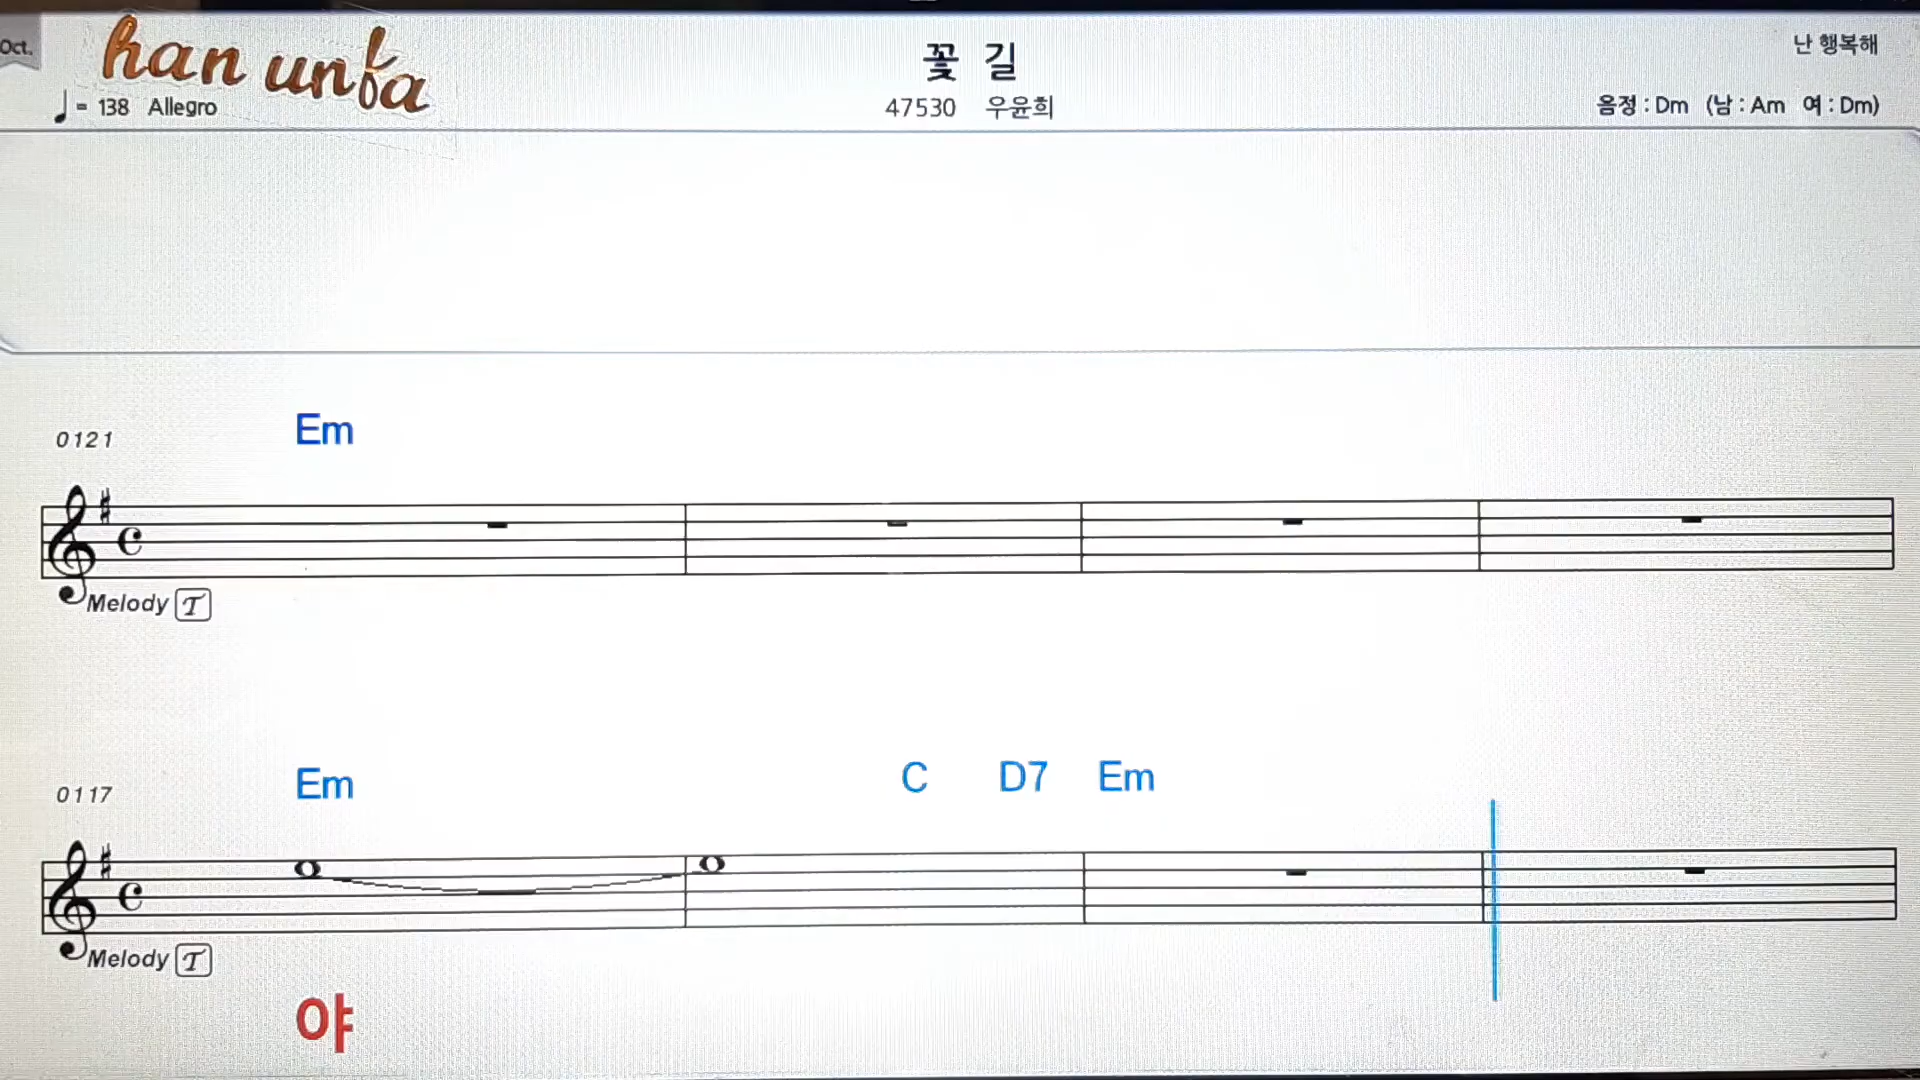 Oct.
han unfa
꽃 길
난 행복해
♩ = 138 Allegro
47530 우윤희
음정 : Dm (남 : Am 여 : Dm)
0121 Em
Melody T
0117 Em C D7 Em
Melody T
야